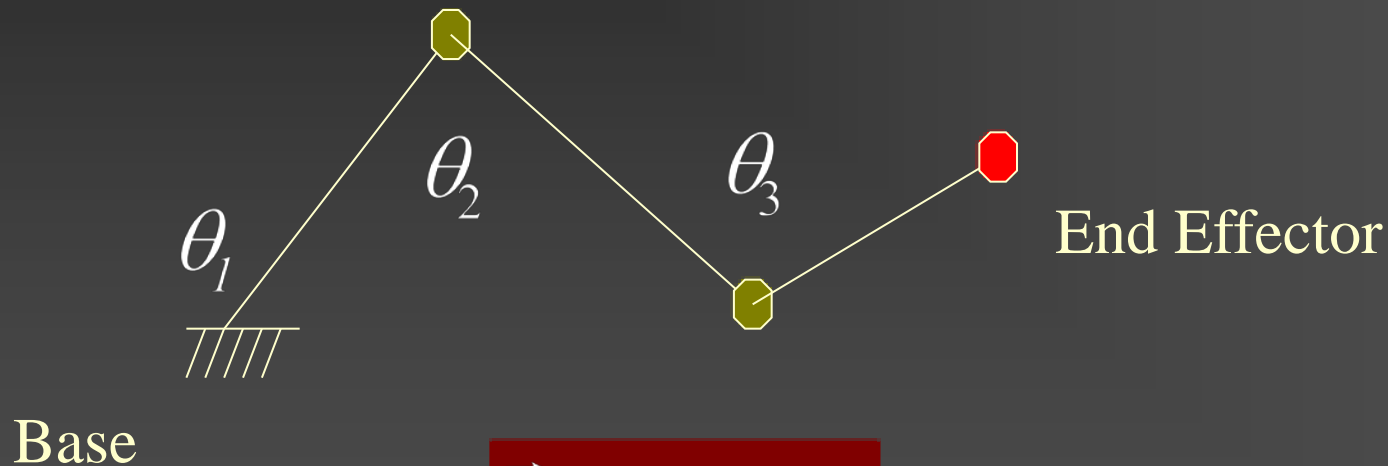 θ2
θ3
θ1
End Effector
Base